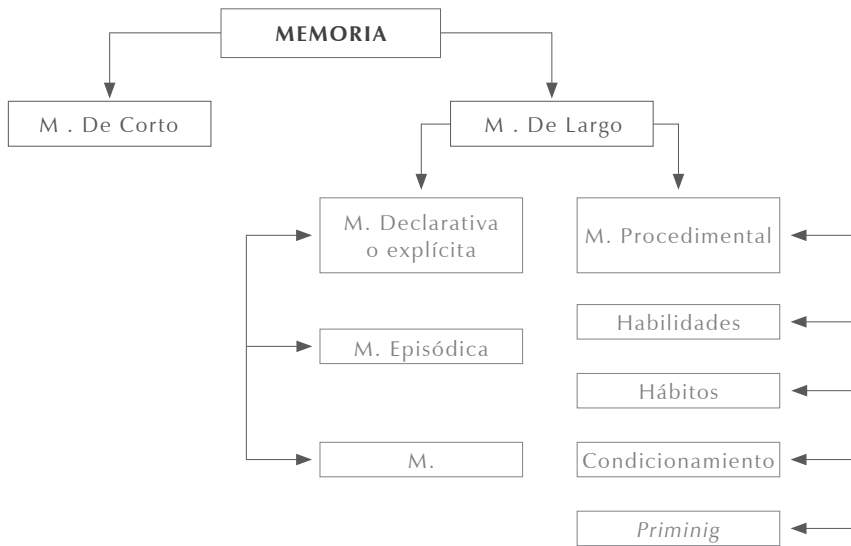 MEMORIA
M . De Corto
M . De Largo
M. Declarativa
o explícita
M. Procedimental
M. Episódica
M.
Habilidades
Hábitos
Condicionamiento
Priminig